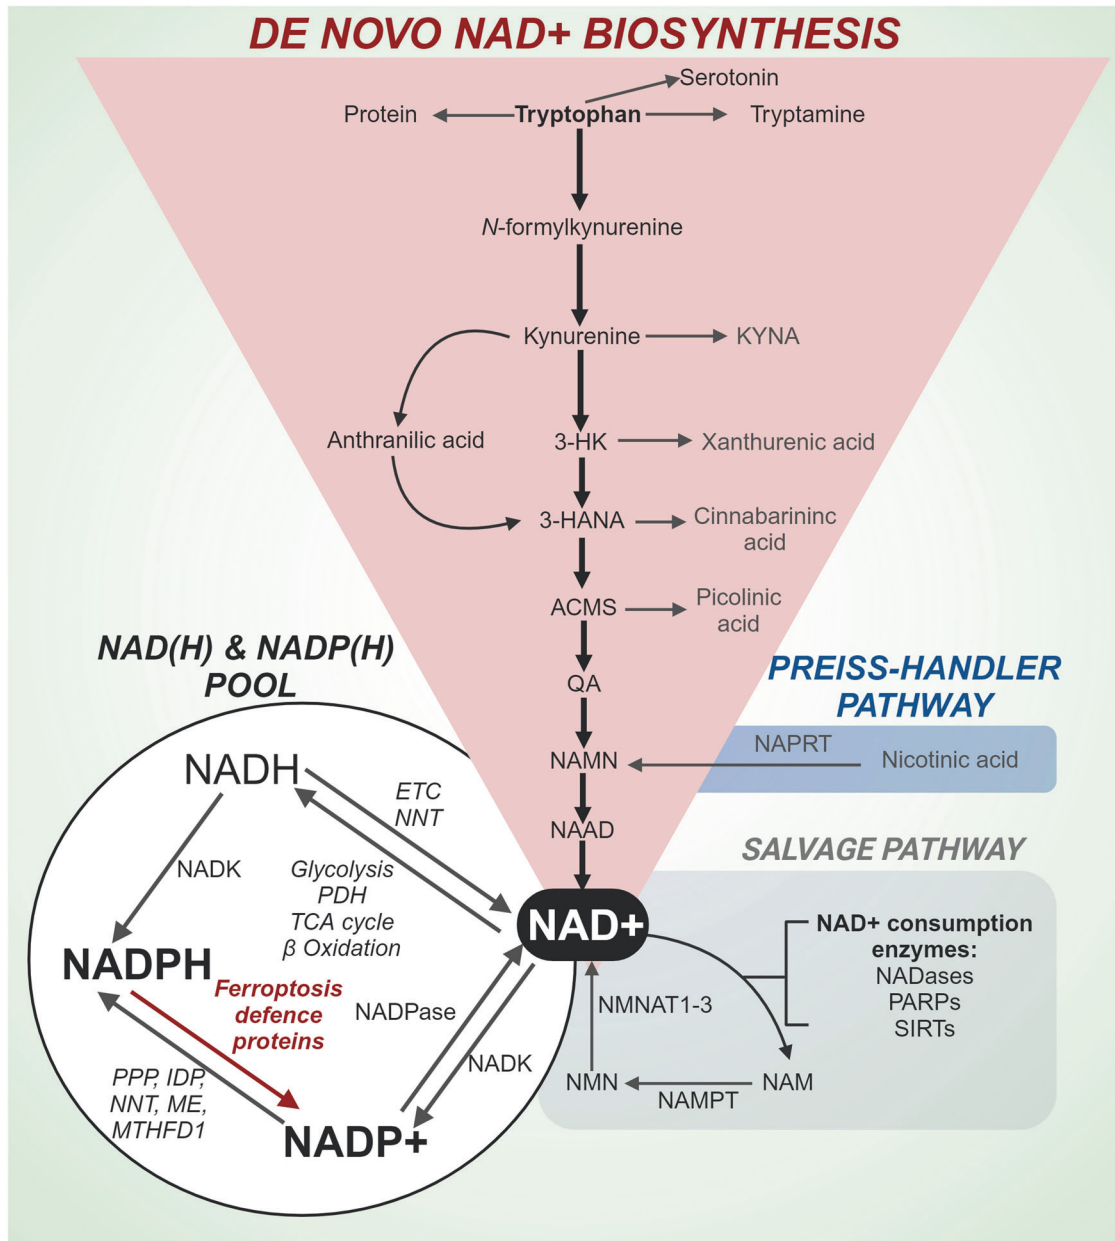 DE NOVO NAD+ BIOSYNTHESIS
Serotonin
Protein
Tryptophan
Tryptamine
N-formylkynurenine
Kynurenine
KYNA
Anthranilic acid
3-HK
Xanthurenic acid
3-HANA
Cinnabarininc
acid
ACMS
Picolinic
acid
QA
NAMN
NAAD
PREISS-HANDLER
PATHWAY
NAPRT
Nicotinic acid
NAD(H) & NADP(H)
POOL
NADH
ETC
NNT
NADK
Glycolysis
PDH
TCA cycle
β Oxidation
NAD+
NADPH
Ferroptosis
defence
proteins
NADPase
NADK
PPP, IDP,
NNT, ME,
MTHFD1
NADP+
SALVAGE PATHWAY
NAD+ consumption
enzymes:
NADases
PARPs
SIRTs
NMNAT1-3
NMN
NAMPT
NAM